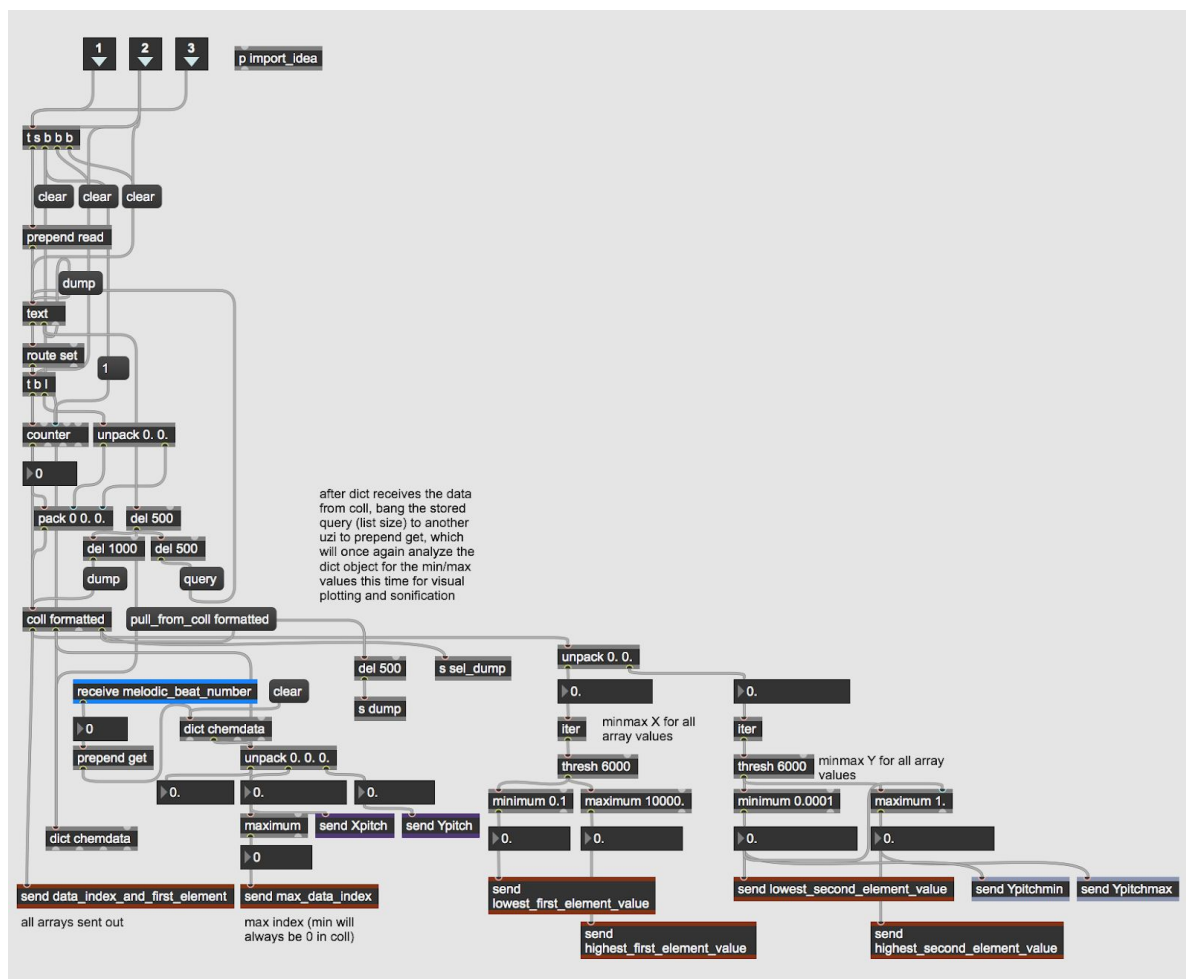 1
2
3
p import_idea
t s b b b
clear
clear
clear
prepend read
dump
text
route set
1
t b l
counter
unpack 0. 0.
0
pack 0 0. 0.
del 500
del 1000
del 500
dump
query
after dict receives the data
from coll, bang the stored
query (list size) to another
uzi to prepend get, which
will once again analyze the
dict object for the min/max
values this time for visual
plotting and sonification
coll formatted
pull_from_coll formatted
del 500
s sel_dump
unpack 0. 0.
s dump
receive melodic_beat_number
clear
0.
0.
0
dict chemdata
iter
minmax X for all
array values
iter
prepend get
unpack 0. 0. 0.
thresh 6000
thresh 6000
minmax Y for all array
values
0.
0.
0.
minimum 0.1
maximum 10000.
minimum 0.0001
maximum 1.
dict chemdata
maximum
send Xpitch
send Ypitch
0.
0.
0.
0.
0
send data_index_and_first_element
send max_data_index
send
lowest_first_element_value
send lowest_second_element_value
send Ypitchmin
send Ypitchmax
all arrays sent out
max index (min will
always be 0 in coll)
send
highest_first_element_value
send
highest_second_element_value